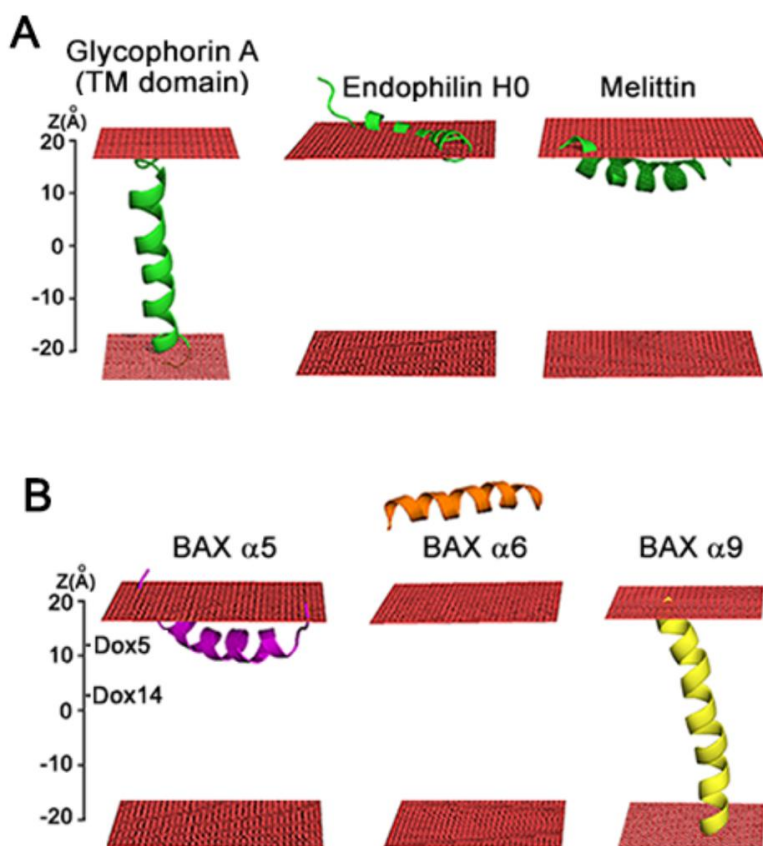 A
Glycophorin A
(TM domain)
Endophilin H0
Melittin
Z(Å)
20
10
0
-10
-20
B
BAX α5
BAX α6
BAX α9
Z(Å)
20
10
Dox5
Dox14
0
-10
-20